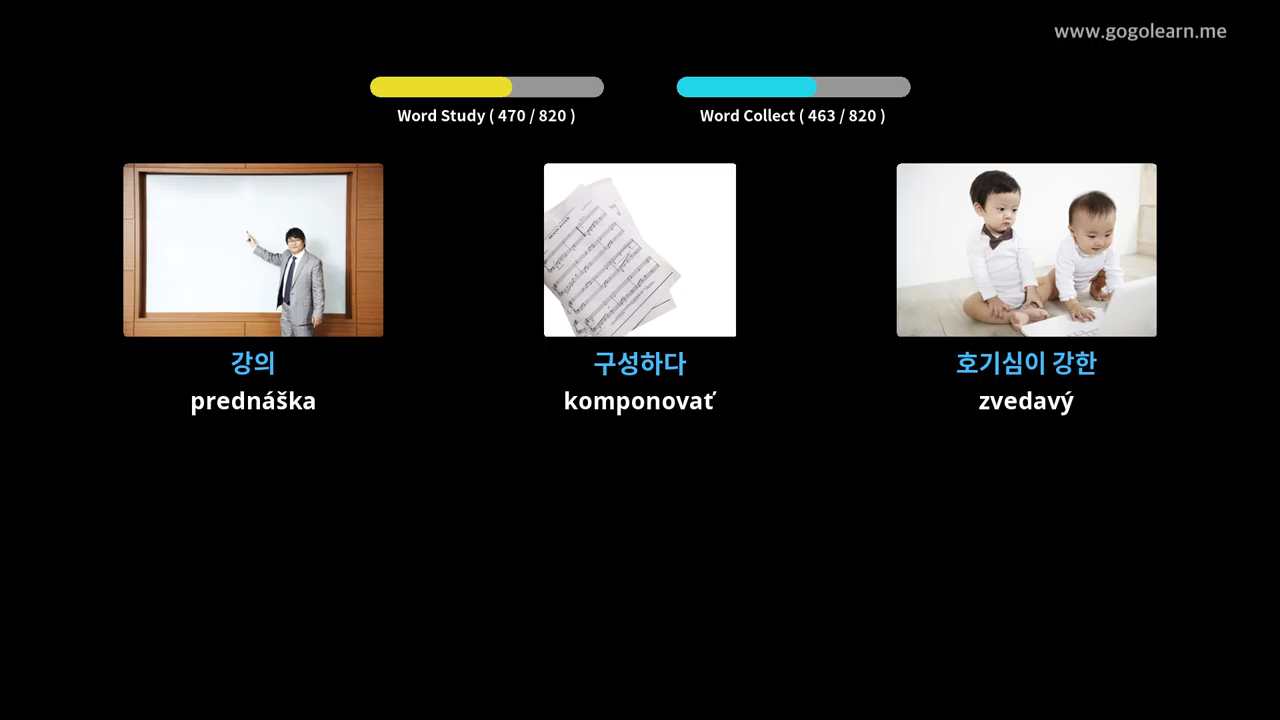 www.gogolearn.me
Word Study ( 470 / 820 )
Word Collect ( 463 / 820 )
강의
prednáška
구성하다
komponovať
호기심이 강한
zvedavý